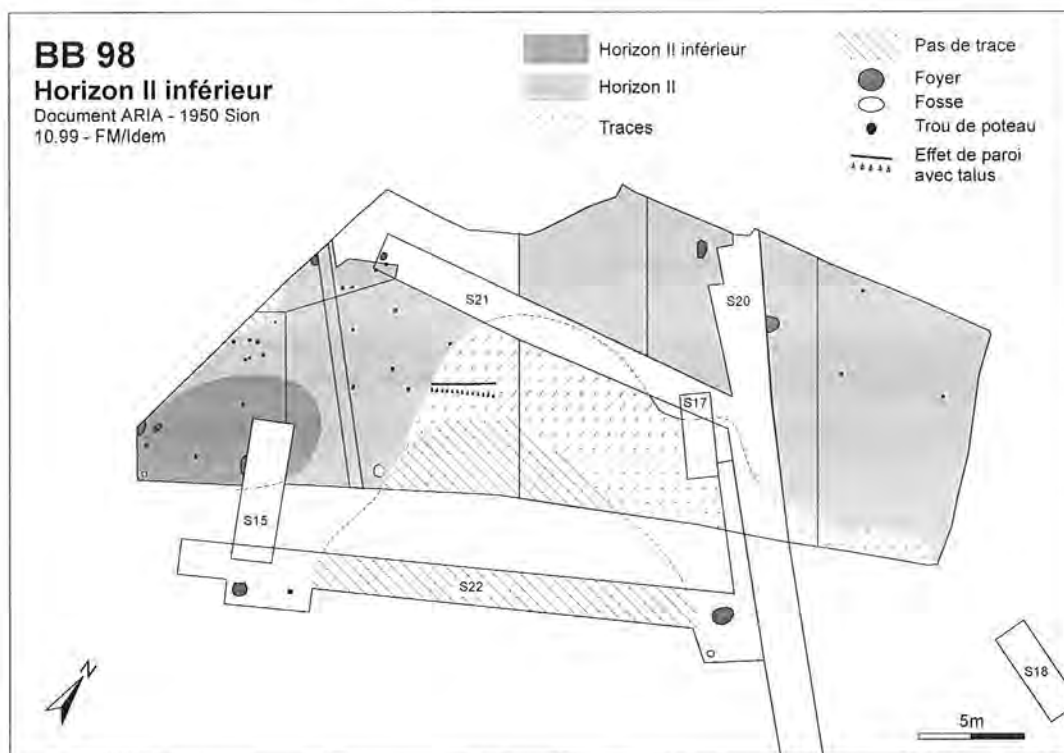 BB 98
Horizon II inférieur
Document ARIA - 1950 Sion
10.99 - FM/Idem
Horizon II inférieur
Horizon II
Traces
Pas de trace
Foyer
Fosse
Trou de poteau
Effet de paroi
avec talus
S21
S20
S17
S15
S22
S18
N
5m